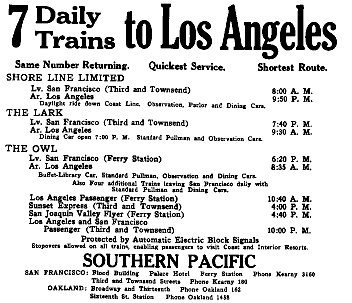 7 Daily Trains to Los Angeles
Same Number Returning. Quickest Service. Shortest Route.
SHORE LINE LIMITED
Lv. San Francisco (Third and Townsend) 8:00 A. M.
Ar. Los Angeles 9:50 P. M.
Daylight ride down Coast Line. Observation, Parlor and Dining Cars.
THE LARK
Lv. San Francisco (Third and Townsend) 7:40 P. M.
Ar. Los Angeles 9:30 A. M.
Dining Car open 7:00 P. M. Standard Pullman and Observation Cars.
THE OWL
Lv. San Francisco (Ferry Station) 6:20 P. M.
Ar. Los Angeles 8:35 A. M.
Buffet-Library Car, Standard Pullman, Observation and Dining Cars.
Also Four additional Trains leaving San Francisco daily with
Standard Pullman and Dining Cars:
Los Angeles Passenger (Ferry Station) 10:40 A. M.
Sunset Express (Third and Townsend) 4:00 P. M.
San Joaquin Valley Flyer (Ferry Station) 4:40 P. M.
Los Angeles and San Francisco
Passenger (Third and Townsend) 10:00 P. M.
Protected by Automatic Electric Block Signals
Stopovers allowed on all trains, enabling passengers to visit Coast and Interior Resorts.
SOUTHERN PACIFIC
SAN FRANCISCO: Flood Building Palace Hotel Ferry Station Phone Kearny 3160
Third and Townsend Streets Phone Kearny 180
OAKLAND: Broadway and Thirteenth Phone Oakland 162
Sixteenth St. Station Phone Oakland 1458